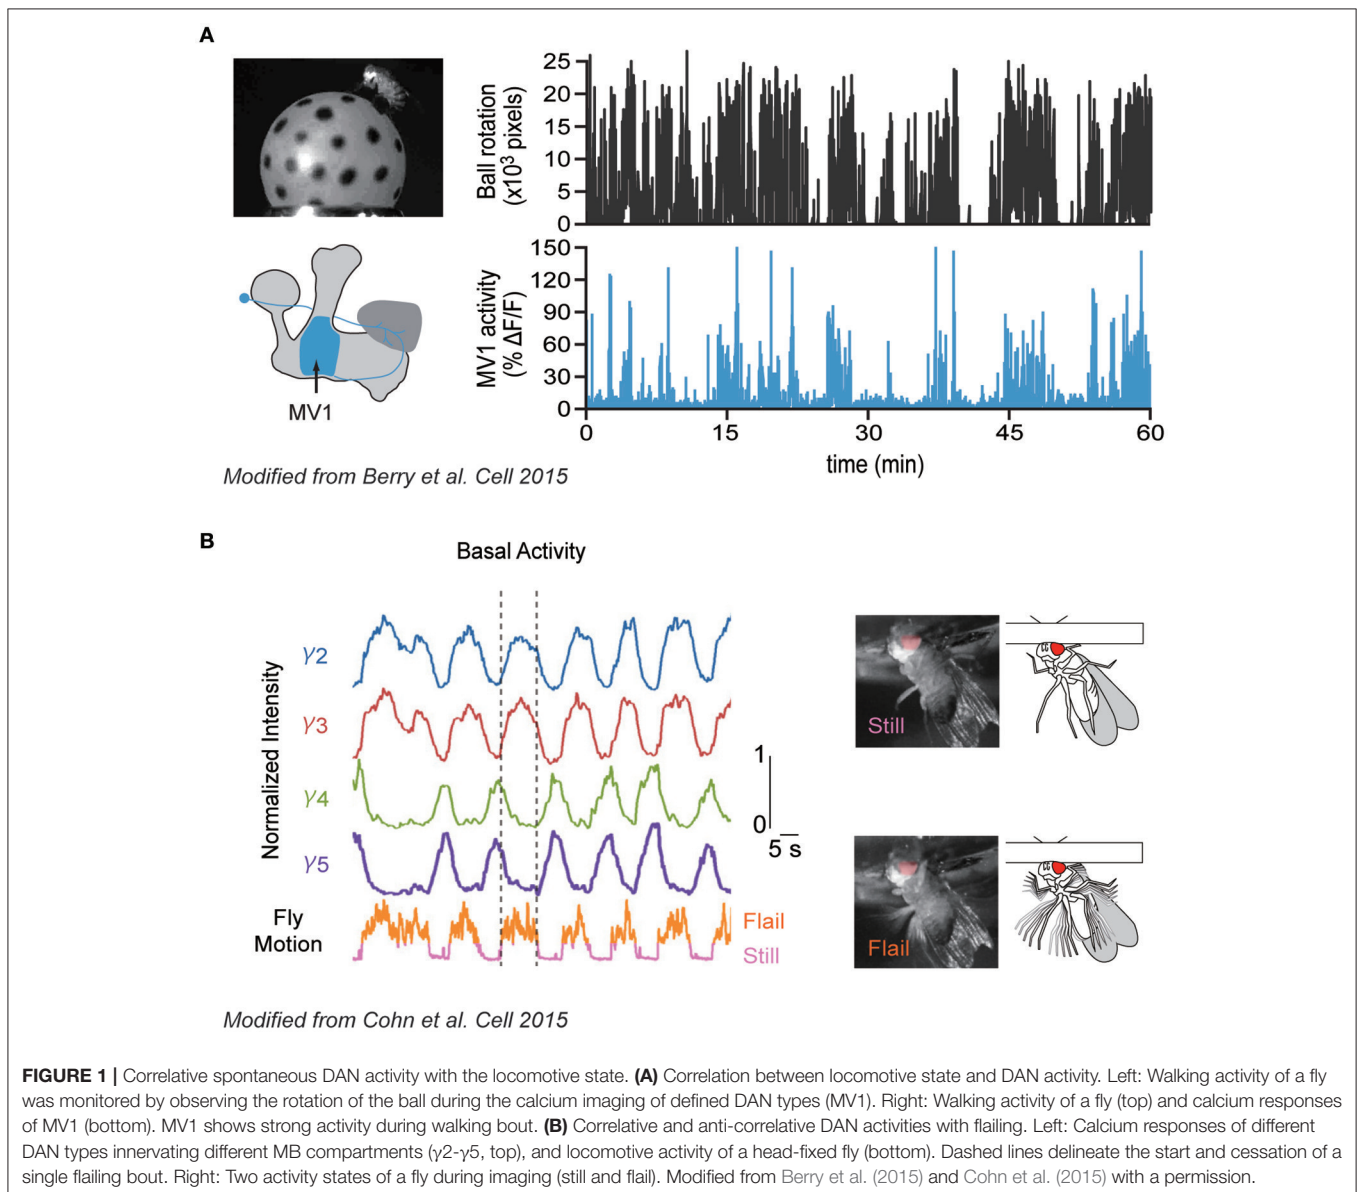 A
Ball rotation
(x10³ pixels)
25
20
15
10
5
0
MV1 activity
(% ΔF/F)
150
120
90
60
30
0
0 15 30 45 60
time (min)
MV1
Modified from Berry et al. Cell 2015
B
Basal Activity
Normalized Intensity
γ2
γ3
γ4
γ5
1
0
5 s
Fly
Motion
Flail
Still
Still
Flail
Modified from Cohn et al. Cell 2015
FIGURE 1 | Correlative spontaneous DAN activity with the locomotive state. (A) Correlation between locomotive state and DAN activity. Left: Walking activity of a fly
was monitored by observing the rotation of the ball during the calcium imaging of defined DAN types (MV1). Right: Walking activity of a fly (top) and calcium responses
of MV1 (bottom). MV1 shows strong activity during walking bout. (B) Correlative and anti-correlative DAN activities with flailing. Left: Calcium responses of different
DAN types innervating different MB compartments (γ2-γ5, top), and locomotive activity of a head-fixed fly (bottom). Dashed lines delineate the start and cessation of a
single flailing bout. Right: Two activity states of a fly during imaging (still and flail). Modified from Berry et al. (2015) and Cohn et al. (2015) with a permission.